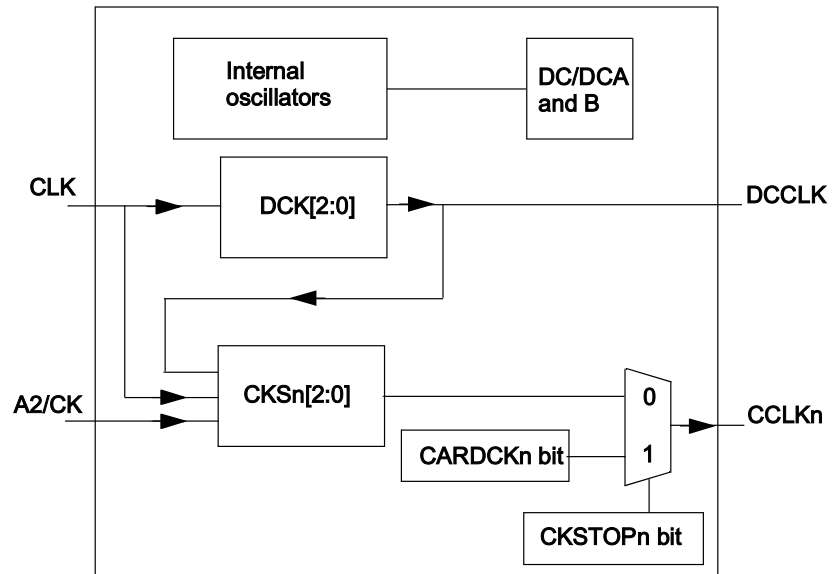 Internal
oscillators
DC/DCA
and B
CLK
DCK[2:0]
DCCLK
A2/CK
CKSn[2:0]
0
CCLKn
CARDCKn bit
1
CKSTOPn bit